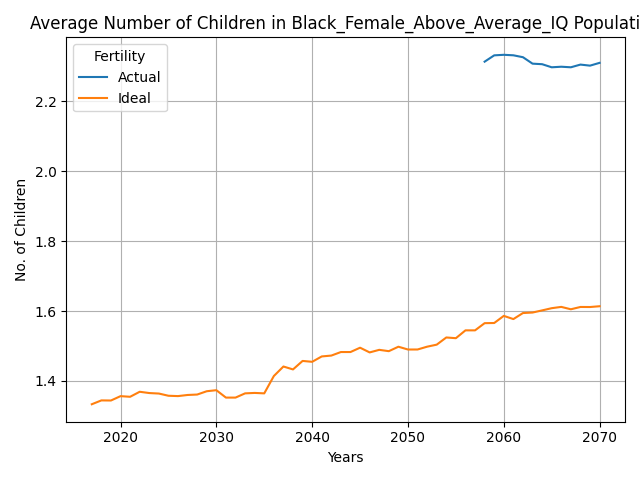 Average Number of Children in Black_Female_Above_Average_IQ Populati
Fertility
Actual
Ideal
No. of Children
2.2
2.0
1.8
1.6
1.4
2020 2030 2040 2050 2060 2070
Years